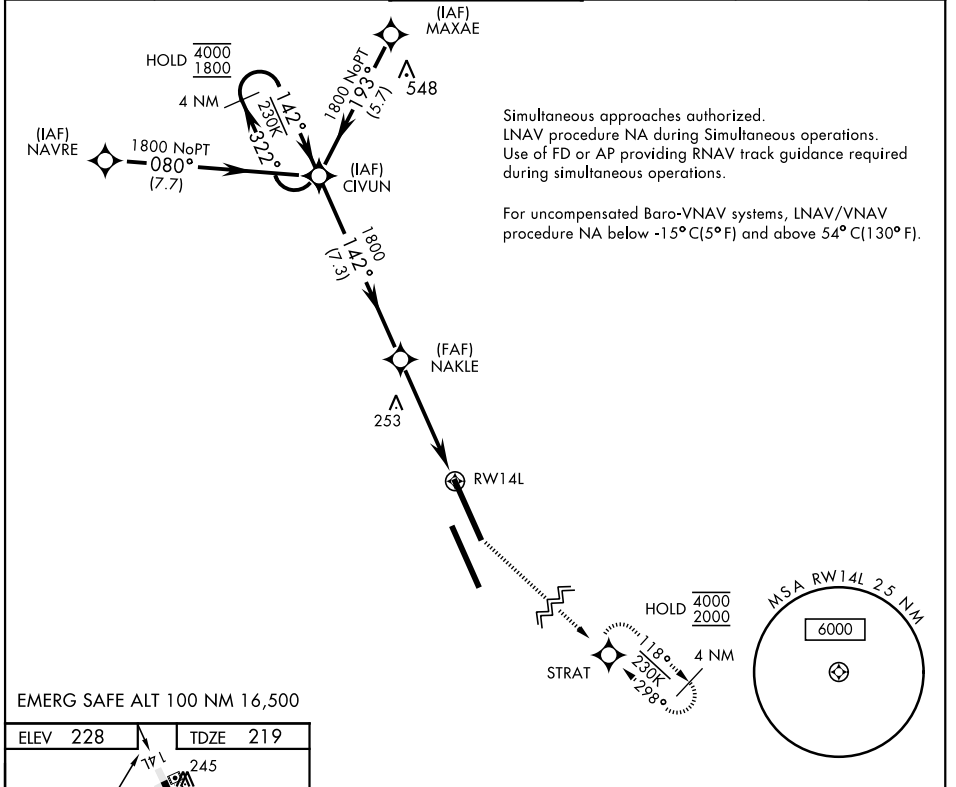 (IAF)
MAXAE
HOLD 4000
1800
4 NM
142°
230K
322°
1800 NoPT
193°
(5.7)
548
(IAF)
NAVRE
1800 NoPT
080°
(7.7)
(IAF)
CIVUN
Simultaneous approaches authorized.
LNAV procedure NA during Simultaneous operations.
Use of FD or AP providing RNAV track guidance required
during simultaneous operations.
For uncompensated Baro-VNAV systems, LNAV/VNAV
procedure NA below -15°C(5°F) and above 54°C(130°F).
1800
142°
(7.3)
(FAF)
NAKLE
253
RW14L
HOLD 4000
2000
4 NM
118°
230K
298°
STRAT
MSA RW14L 25 NM
6000
EMERG SAFE ALT 100 NM 16,500
ELEV 228
TDZE 219
14L
245